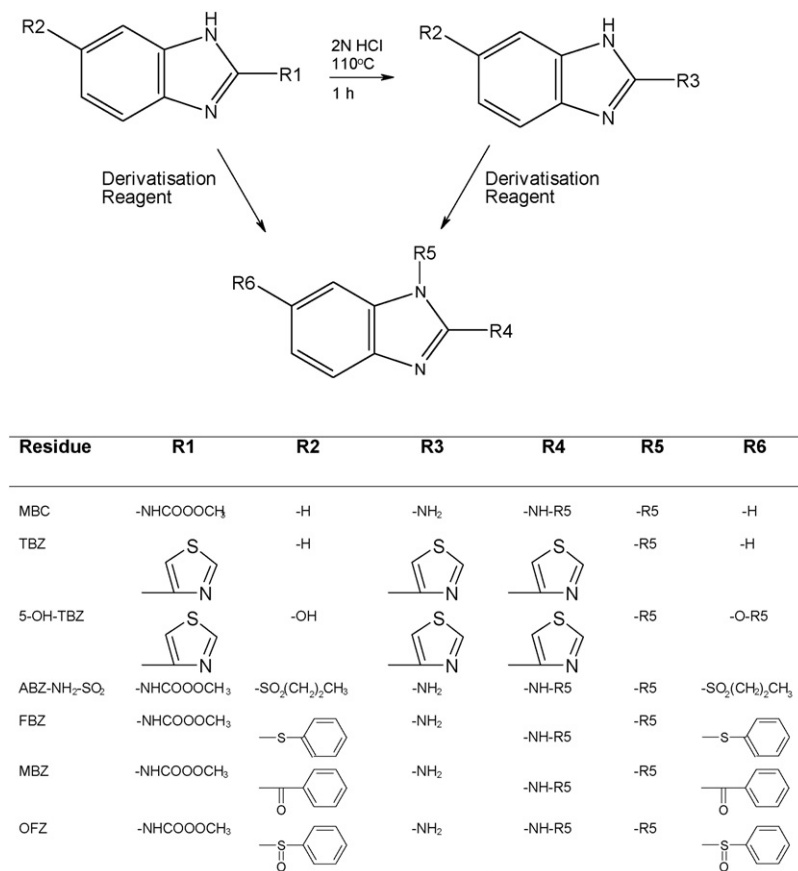 R2
H
N
N
R1
2N HCl
110°C
1 h
R2
H
N
N
R3
Derivatisation
Reagent
Derivatisation
Reagent
R6
R5
N
N
R4
Residue R1 R2 R3 R4 R5 R6
MBC -NHCOOOCH3 -H -NH2 -NH-R5 -R5 -H
TBZ S N -H S N S N -R5 -H
5-OH-TBZ S N -OH S N S N -R5 -O-R5
ABZ-NH2-SO2 -NHCOOOCH3 -SO2(CH2)2CH3 -NH2 -NH-R5 -R5 -SO2(CH2)2CH3
FBZ -NHCOOOCH3 S -NH2 -NH-R5 -R5 S
MBZ -NHCOOOCH3 O -NH2 -NH-R5 -R5 O
OFZ -NHCOOOCH3 S O -NH2 -NH-R5 -R5 S O